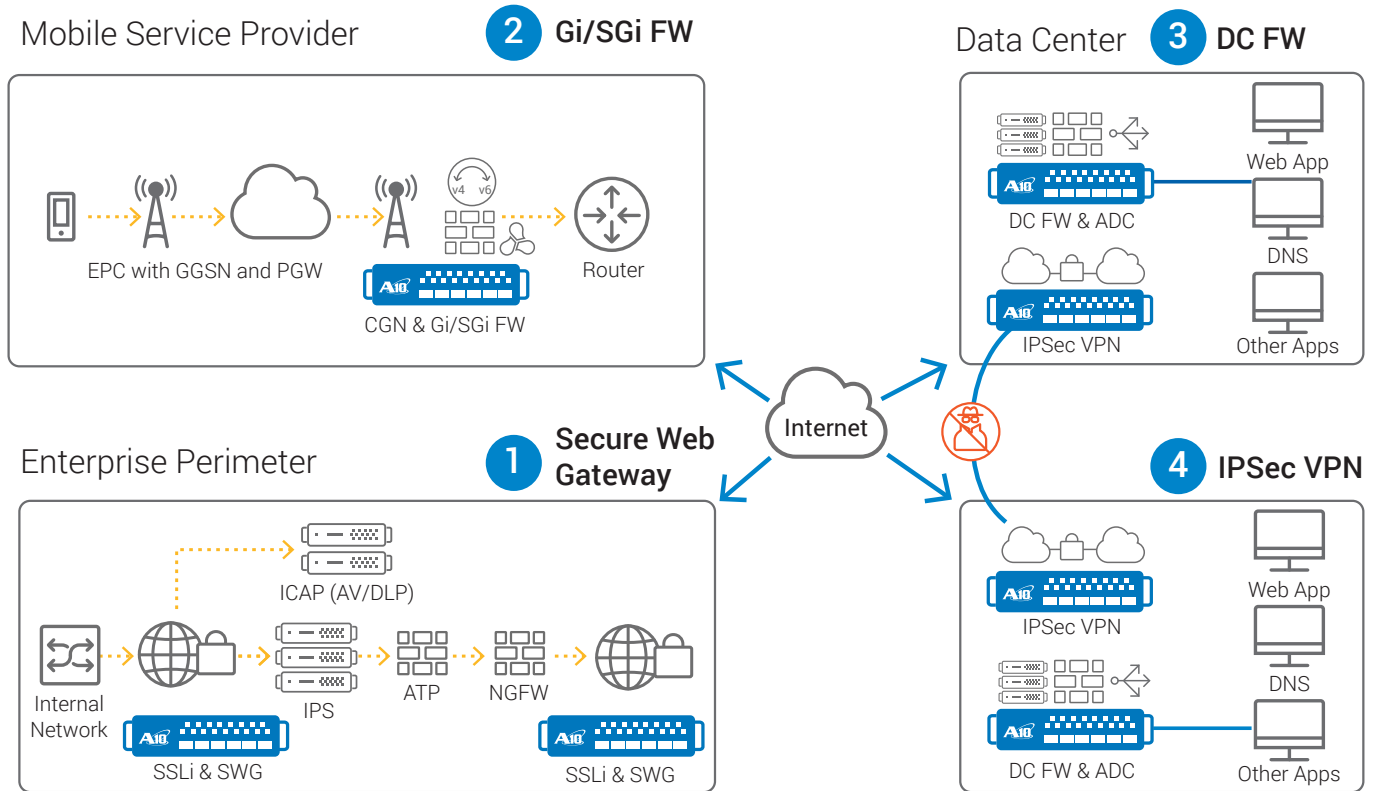 Mobile Service Provider
2
Gi/SGi FW
v4
v6
EPC with GGSN and PGW
A10
CGN & Gi/SGi FW
Router
Data Center
3
DC FW
A10
DC FW & ADC
A10
IPSec VPN
Web App
DNS
Other Apps
Internet
Enterprise Perimeter
1
Secure Web
Gateway
ICAP (AV/DLP)
Internal
Network
IPS
ATP
NGFW
A10
SSLi & SWG
A10
SSLi & SWG
4
IPSec VPN
A10
IPSec VPN
A10
DC FW & ADC
Web App
DNS
Other Apps